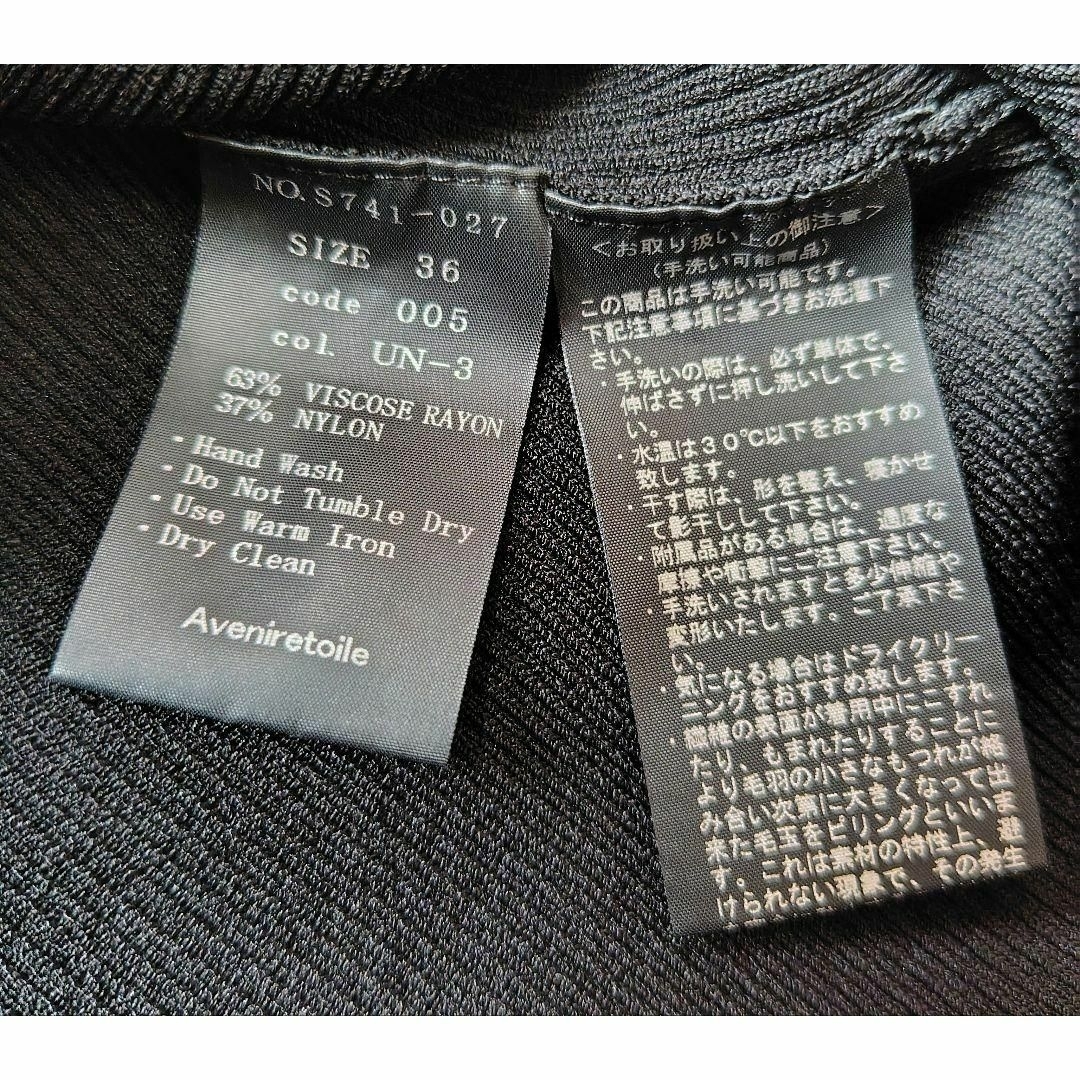 NO.S741-027
SIZE 36
code 005
col. UN-3
63% VISCOSE RAYON
37% NYLON
・Hand Wash
・Do Not Tumble Dry
・Use Warm Iron
・Dry Clean
Aveniretoile
＜お取り扱い上の御注意＞
（手洗い可能商品）
この商品は手洗い可能です。
下記注意事項に基づきお洗濯下
さい。
・手洗いの際は、必ず単体で、
伸ばさずに押し洗いして下さ
い。
・水温は30℃以下をおすすめ
致します。
・干す際は、形を整え、寝かせ
て影干しして下さい。
・附属品がある場合は、過度な
摩擦や衝撃にご注意下さい。
・手洗いされますと多少伸縮や
変形いたします。ご了承下さ
い。
・気になる場合はドライクリー
ニングをおすすめ致します。
・繊維の表面が着用中にこすれ
たり、もまれたりすることに
より毛羽の小さなもつれが絡
み合い次第に大きくなって出
来た毛玉をピリングといいま
す。これは素材の特性上、避
けられない現象で、その発生